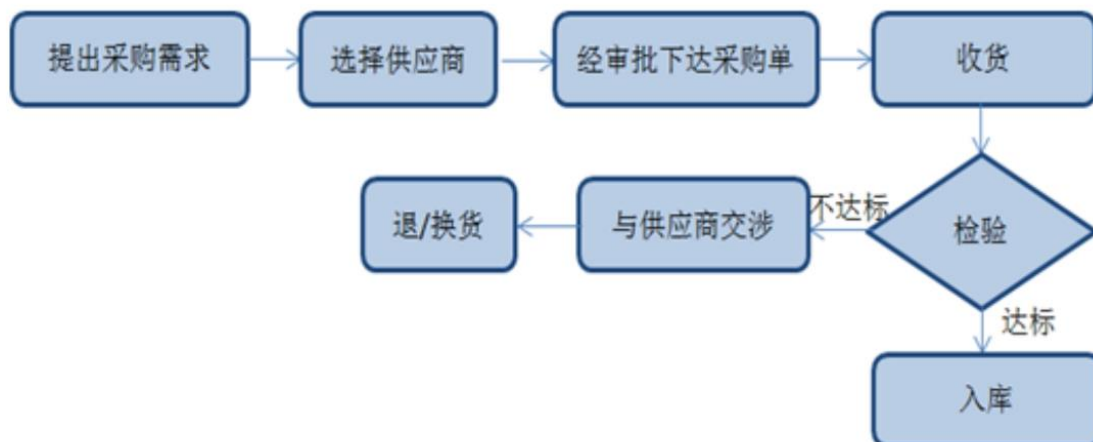 提出采购需求
选择供应商
经审批下达采购单
收货
退/换货
与供应商交涉
不达标
检验
达标
入库